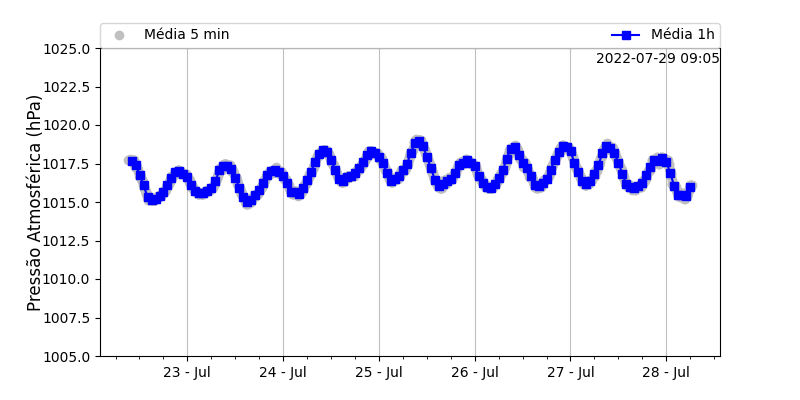 Média 5 min
Média 1h
2022-07-29 09:05
Pressão Atmosférica (hPa)
1025.0
1022.5
1020.0
1017.5
1015.0
1012.5
1010.0
1007.5
1005.0
23 - Jul
24 - Jul
25 - Jul
26 - Jul
27 - Jul
28 - Jul